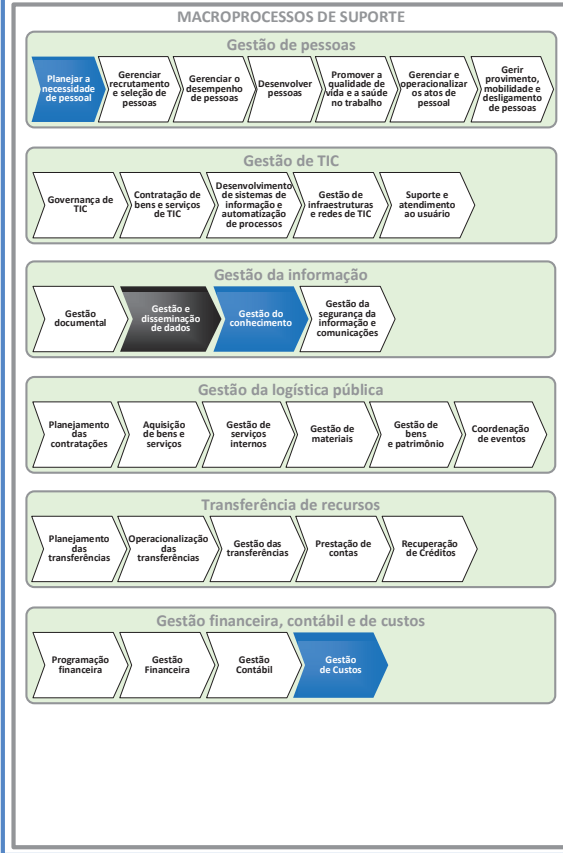 MACROPROCESSOS DE SUPORTE
Gestão de pessoas
Planejar a
necessidade
de pessoal
Gerenciar
recrutamento
e seleção de
pessoas
Gerenciar o
desempenho
de pessoas
Desenvolver
pessoas
Promover a
qualidade de
vida e a saúde
no trabalho
Gerenciar e
operacionalizar
os atos de
pessoal
Gerir
provimento,
mobilidade e
desligamento
de pessoas
Gestão de TIC
Governança de
TIC
Contratação de
bens e serviços
de TIC
Desenvolvimento
de sistemas de
informação e
automatização
de processos
Gestão de
infraestruturas
e redes de TIC
Suporte e
atendimento
ao usuário
Gestão da informação
Gestão
documental
Gestão e
disseminação
de dados
Gestão do
conhecimento
Gestão da
segurança da
informação e
comunicações
Gestão da logística pública
Planejamento
das
contratações
Aquisição
de bens e
serviços
Gestão de
serviços
internos
Gestão de
materiais
Gestão de
bens
e patrimônio
Coordenação
de eventos
Transferência de recursos
Planejamento
das
transferências
Operacionalização
das
transferências
Gestão das
transferências
Prestação de
contas
Recuperação
de Créditos
Gestão financeira, contábil e de custos
Programação
financeira
Gestão
Financeira
Gestão
Contábil
Gestão
de Custos